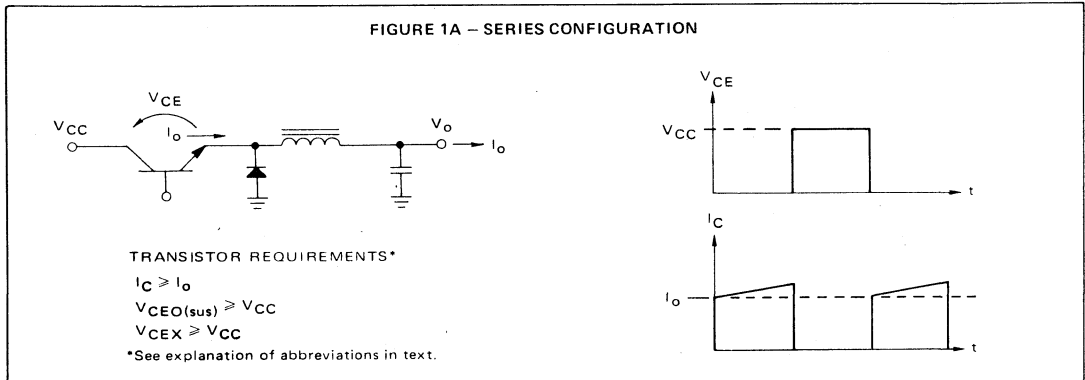 FIGURE 1A – SERIES CONFIGURATION
VCE
VCC
Io
Vo
Io
TRANSISTOR REQUIREMENTS*
IC ⩾ Io
VCEO(sus) ⩾ VCC
VCEX ⩾ VCC
*See explanation of abbreviations in text.
VCE
VCC
t
IC
Io
t